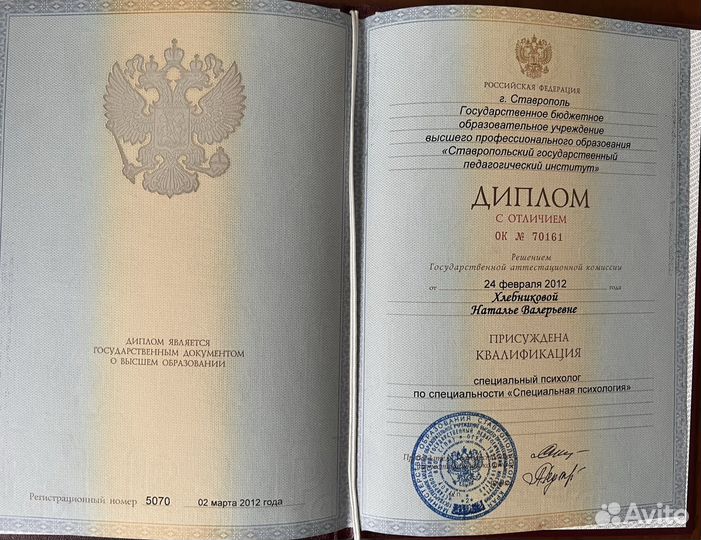 ДИПЛОМ ЯВЛЯЕТСЯ
ГОСУДАРСТВЕННЫМ ДОКУМЕНТОМ
О ВЫСШЕМ ОБРАЗОВАНИИ
Регистрационный номер 5070 02 марта 2012 года
РОССИЙСКАЯ ФЕДЕРАЦИЯ
г. Ставрополь
Государственное бюджетное
образовательное учреждение
высшего профессионального образования
«Ставропольский государственный
педагогический институт»
ДИПЛОМ
С ОТЛИЧИЕМ
ОК № 70161
Решением
Государственной аттестационной комиссии
от 24 февраля 2012 года
Хлебниковой
Наталье Валерьевне
ПРИСУЖДЕНА
КВАЛИФИКАЦИЯ
специальный психолог
по специальности «Специальная психология»
Avito